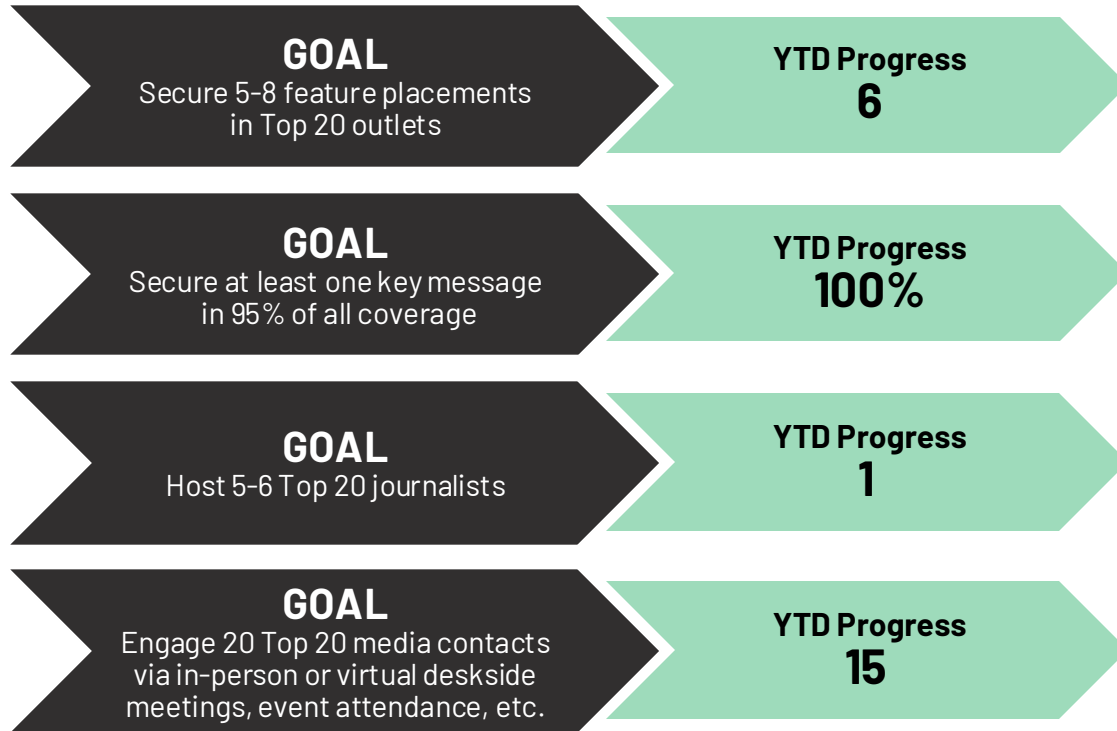 GOAL
Secure 5-8 feature placements
in Top 20 outlets
YTD Progress
6
GOAL
Secure at least one key message
in 95% of all coverage
YTD Progress
100%
GOAL
Host 5-6 Top 20 journalists
YTD Progress
1
GOAL
Engage 20 Top 20 media contacts
via in-person or virtual deskside
meetings, event attendance, etc.
YTD Progress
15